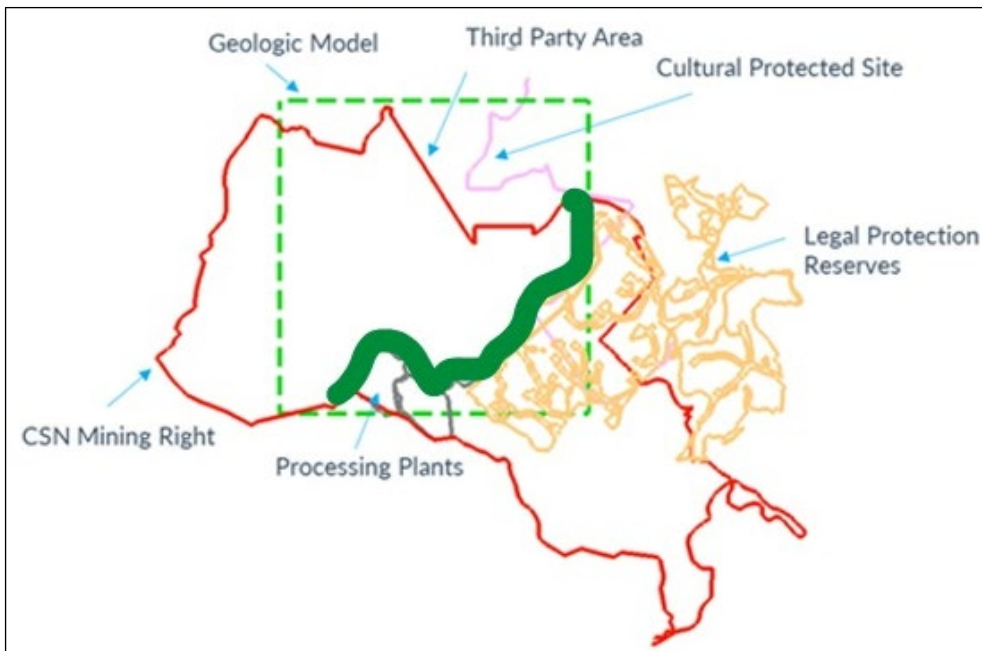 Geologic Model
Third Party Area
Cultural Protected Site
Legal Protection
Reserves
CSN Mining Right
Processing Plants